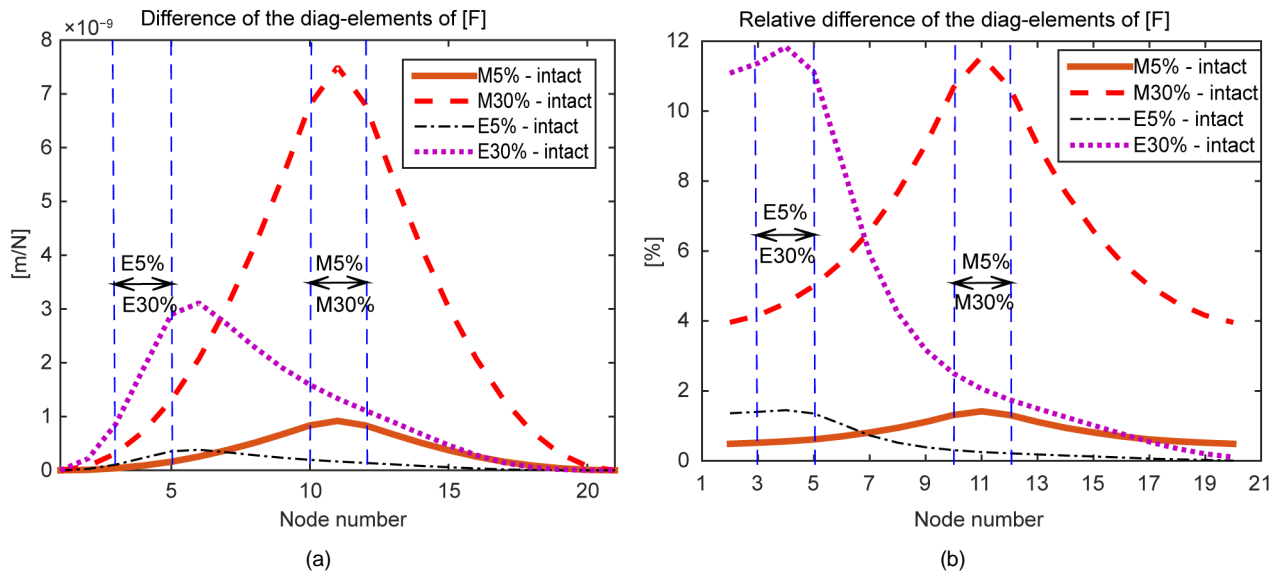 Difference of the diag-elements of [F]
×10⁻⁹
8
7
6
5
4
3
2
1
0
[m/N]
M5% - intact
M30% - intact
E5% - intact
E30% - intact
E5%
E30%
M5%
M30%
5
10
15
20
Node number
(a)
Relative difference of the diag-elements of [F]
12
10
8
6
4
2
0
[%]
M5% - intact
M30% - intact
E5% - intact
E30% - intact
E5%
E30%
M5%
M30%
1
3
5
7
9
11
13
15
17
19
21
Node number
(b)